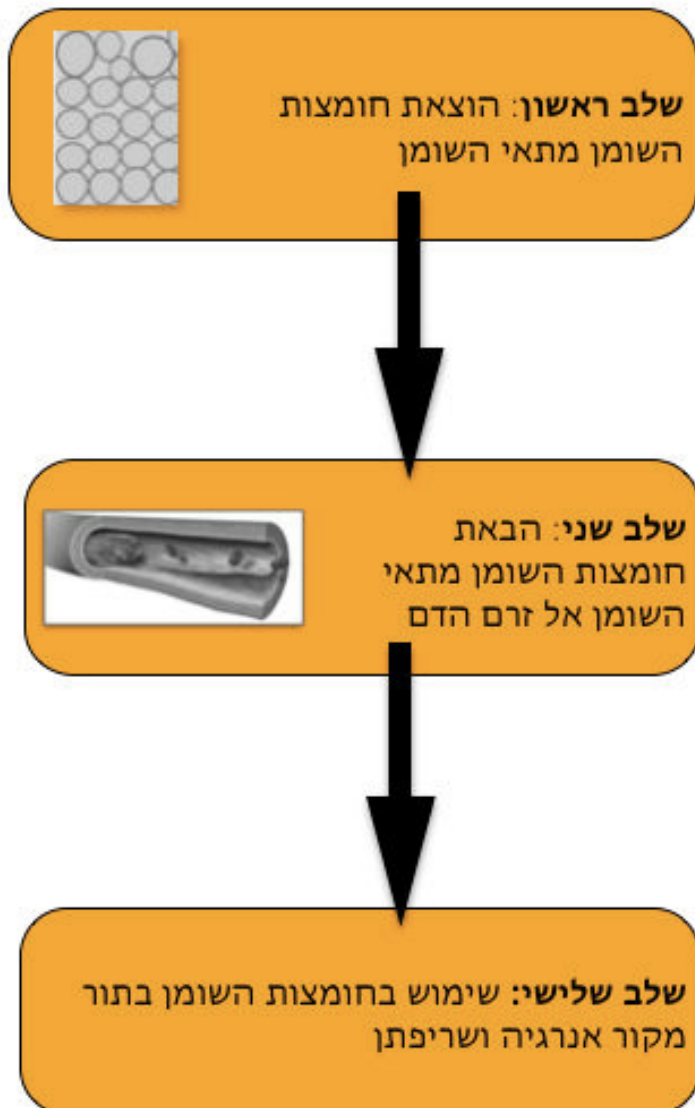 שלב ראשון: הוצאת חומצות
השומן מתאי השומן
שלב שני: הבאת
חומצות השומן מתאי
השומן אל זרם הדם
שלב שלישי: שימוש בחומצות השומן בתור
מקור אנרגיה ושריפתן